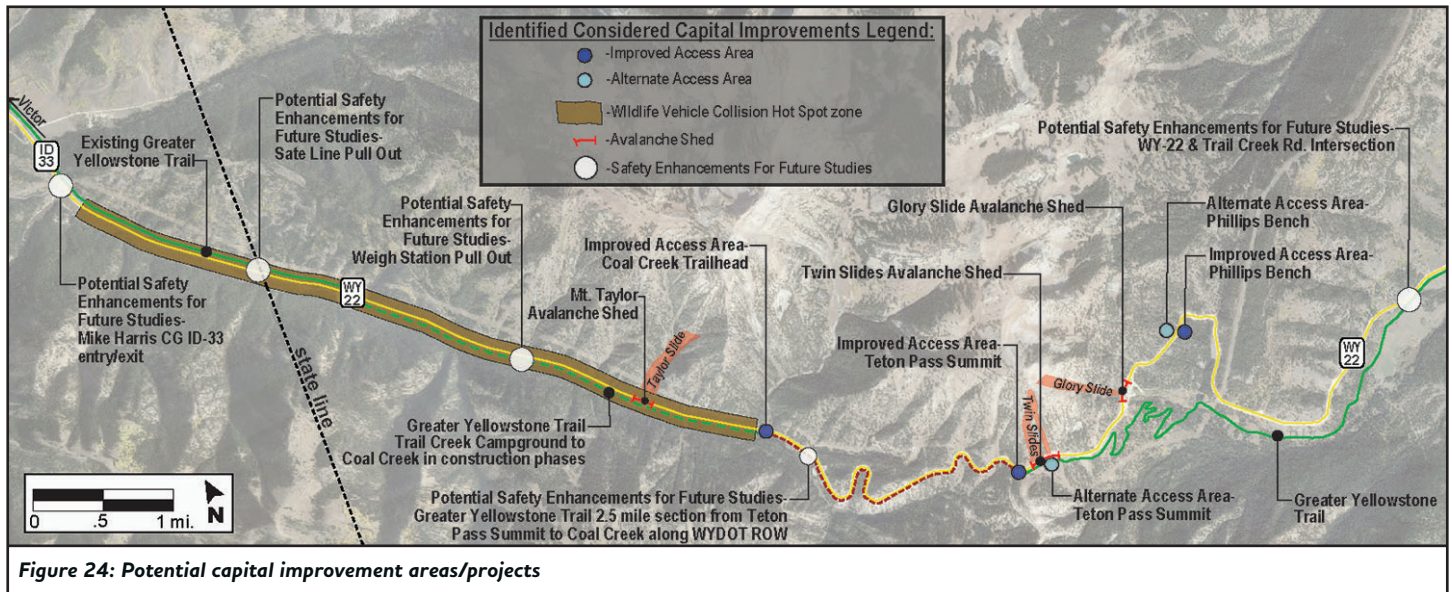 Identified Considered Capital Improvements Legend:
-Improved Access Area
-Alternate Access Area
-Wildlife Vehicle Collision Hot Spot zone
-Avalanche Shed
-Safety Enhancements For Future Studies
Victor
ID
33
Existing Greater
Yellowstone Trail
Potential Safety
Enhancements for
Future Studies-
Sate Line Pull Out
Potential Safety
Enhancements for
Future Studies-
Mike Harris CG ID-33
entry/exit
state line
WY
22
Potential Safety
Enhancements for
Future Studies-
Weigh Station Pull Out
Mt. Taylor
Avalanche Shed
Taylor Slide
Improved Access Area-
Coal Creek Trailhead
Greater Yellowstone Trail
Trail Creek Campground to
Coal Creek in construction phases
Potential Safety Enhancements for Future Studies-
Greater Yellowstone Trail 2.5 mile section from Teton
Pass Summit to Coal Creek along WYDOT ROW
Improved Access Area-
Teton Pass Summit
Twin Slides Avalanche Shed
Twin Slides
Glory Slide Avalanche Shed
Glory Slide
Alternate Access Area-
Teton Pass Summit
Potential Safety Enhancements for Future Studies-
WY-22 & Trail Creek Rd. Intersection
Alternate Access Area-
Phillips Bench
Improved Access Area-
Phillips Bench
WY
22
Greater Yellowstone
Trail
0 .5 1 mi.
N
Figure 24: Potential capital improvement areas/projects